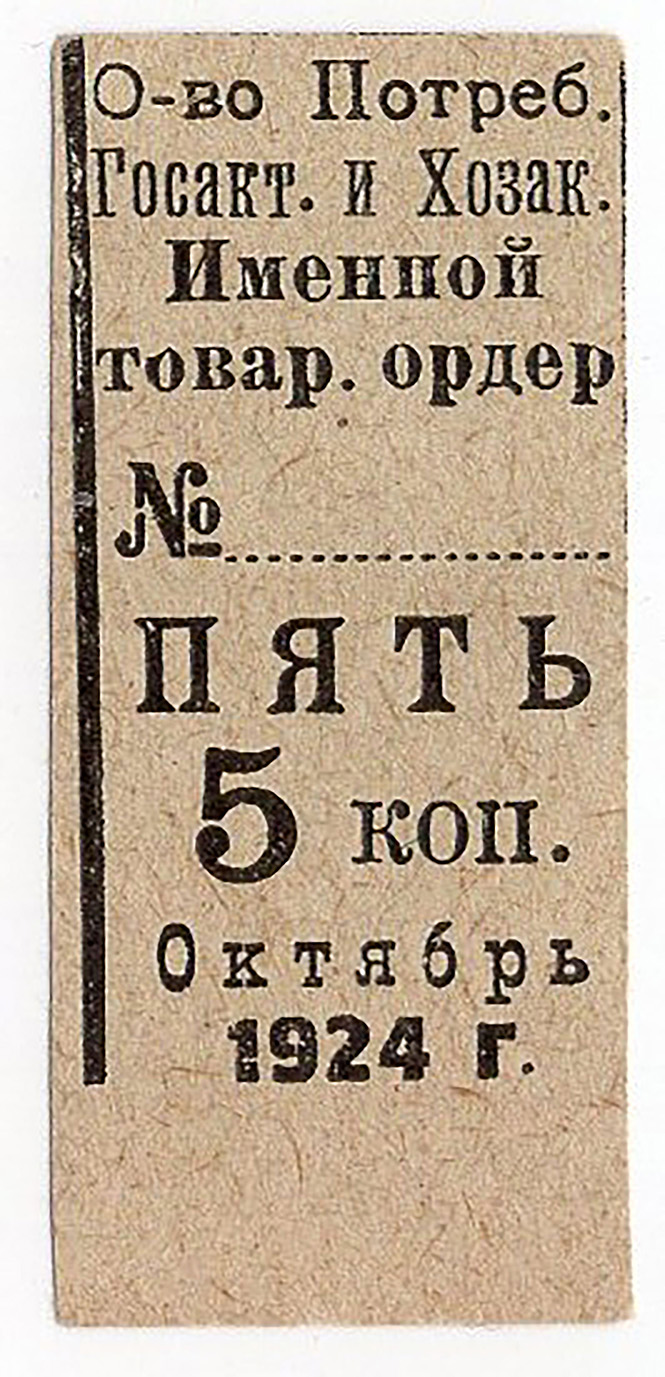 О-во Потреб.
Госакт. и Хозак.
Именной
товар. ордер
№
ПЯТЬ
5 коп.
Октябрь
1924 г.